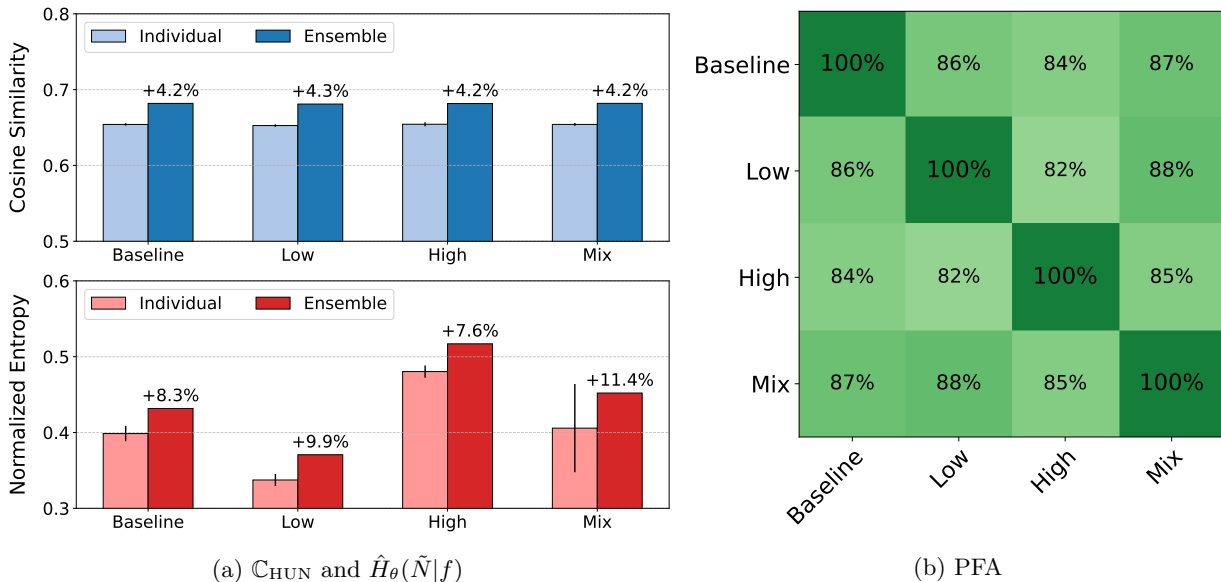 0.8
Individual Ensemble
Cosine Similarity
0.7
0.6
0.5
+4.2% +4.3% +4.2% +4.2%
Baseline Low High Mix
0.6
Individual Ensemble
Normalized Entropy
0.5
0.4
0.3
+8.3% +9.9% +7.6% +11.4%
Baseline Low High Mix
(a) ℂ_HUN and Ĥ_θ(Ñ|f)
Baseline 100% 86% 84% 87%
Low 86% 100% 82% 88%
High 84% 82% 100% 85%
Mix 87% 88% 85% 100%
Baseline Low High Mix
(b) PFA